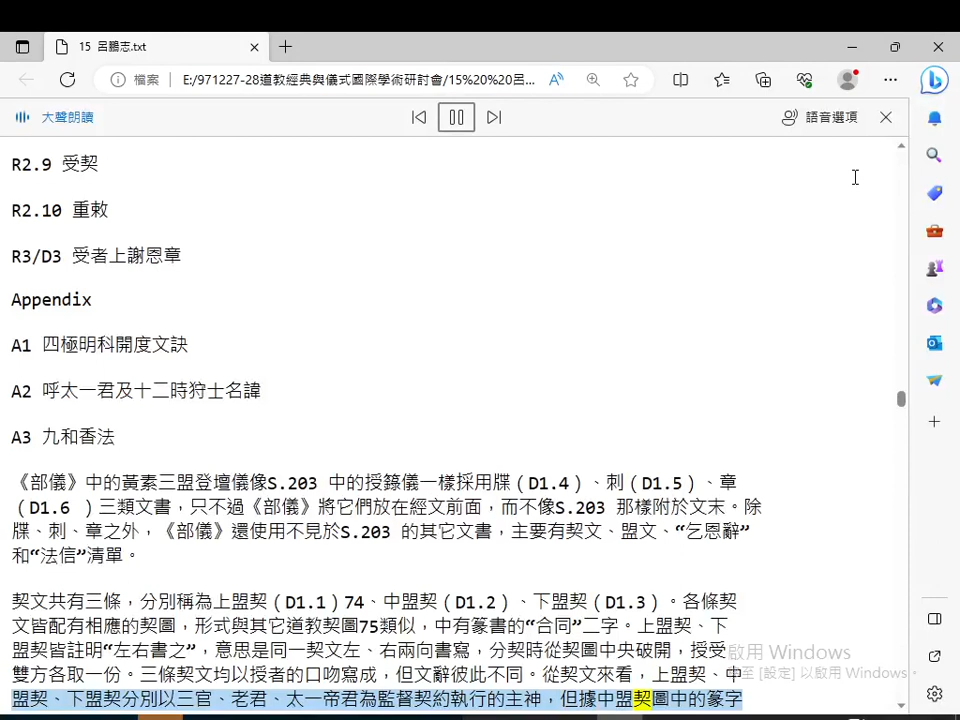 15 呂鵬志.txt
檔案
E:/971227-28道教經典與儀式國際學術研討會/15%20%20呂...
大聲朗讀
語音選項
R2.9 受契
R2.10 重敕
R3/D3 受者上謝恩章
Appendix
A1 四極明科開度文訣
A2 呼太一君及十二時狩士名諱
A3 九和香法
《部儀》中的黃素三盟登壇儀像S.203 中的授籙儀一樣採用牒（D1.4）、刺（D1.5）、章
（D1.6 ）三類文書，只不過《部儀》將它們放在經文前面，而不像S.203 那樣附於文末。除
牒、刺、章之外，《部儀》還使用不見於S.203 的其它文書，主要有契文、盟文、“乞恩辭”
和“法信”清單。
契文共有三條，分別稱為上盟契（D1.1）74、中盟契（D1.2）、下盟契（D1.3）。各條契
文皆配有相應的契圖，形式與其它道教契圖75類似，中有篆書的“合同”二字。上盟契、下
盟契皆註明“左右書之”，意思是同一契文左、右兩向書寫，分契時從契圖中央破開，授受
雙方各取一份。三條契文均以授者的口吻寫成，但文辭彼此不同。從契文來看，上盟契、中
盟契、下盟契分別以三官、老君、太一帝君為監督契約執行的主神，但據中盟契圖中的篆字
啟用 Windows
至 [設定] 以啟用 Windows。